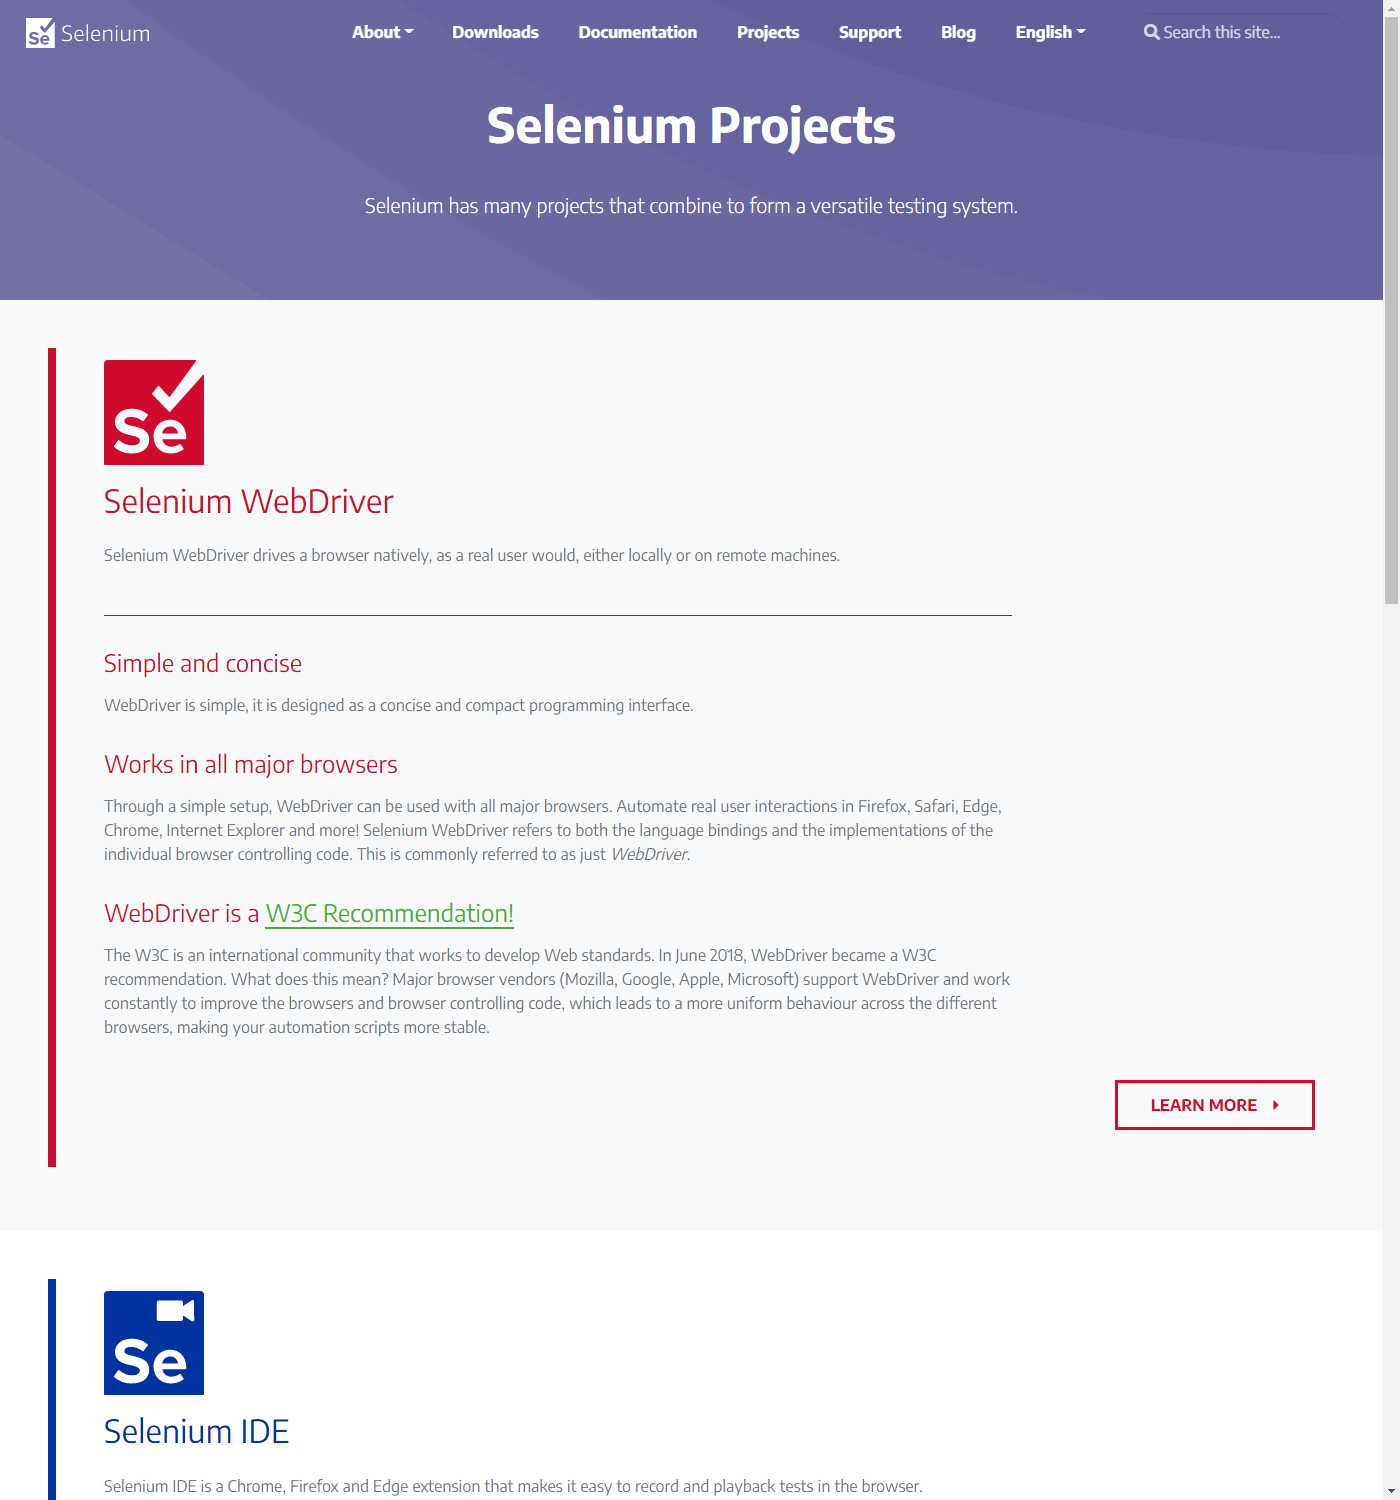 Se Selenium
About Downloads Documentation Projects Support Blog English Search this site...
Selenium Projects
Selenium has many projects that combine to form a versatile testing system.
Se
Selenium WebDriver
Selenium WebDriver drives a browser natively, as a real user would, either locally or on remote machines.
Simple and concise
WebDriver is simple, it is designed as a concise and compact programming interface.
Works in all major browsers
Through a simple setup, WebDriver can be used with all major browsers. Automate real user interactions in Firefox, Safari, Edge,
Chrome, Internet Explorer and more! Selenium WebDriver refers to both the language bindings and the implementations of the
individual browser controlling code. This is commonly referred to as just WebDriver.
WebDriver is a W3C Recommendation!
The W3C is an international community that works to develop Web standards. In June 2018, WebDriver became a W3C
recommendation. What does this mean? Major browser vendors (Mozilla, Google, Apple, Microsoft) support WebDriver and work
constantly to improve the browsers and browser controlling code, which leads to a more uniform behaviour across the different
browsers, making your automation scripts more stable.
LEARN MORE
Se
Selenium IDE
Selenium IDE is a Chrome, Firefox and Edge extension that makes it easy to record and playback tests in the browser.